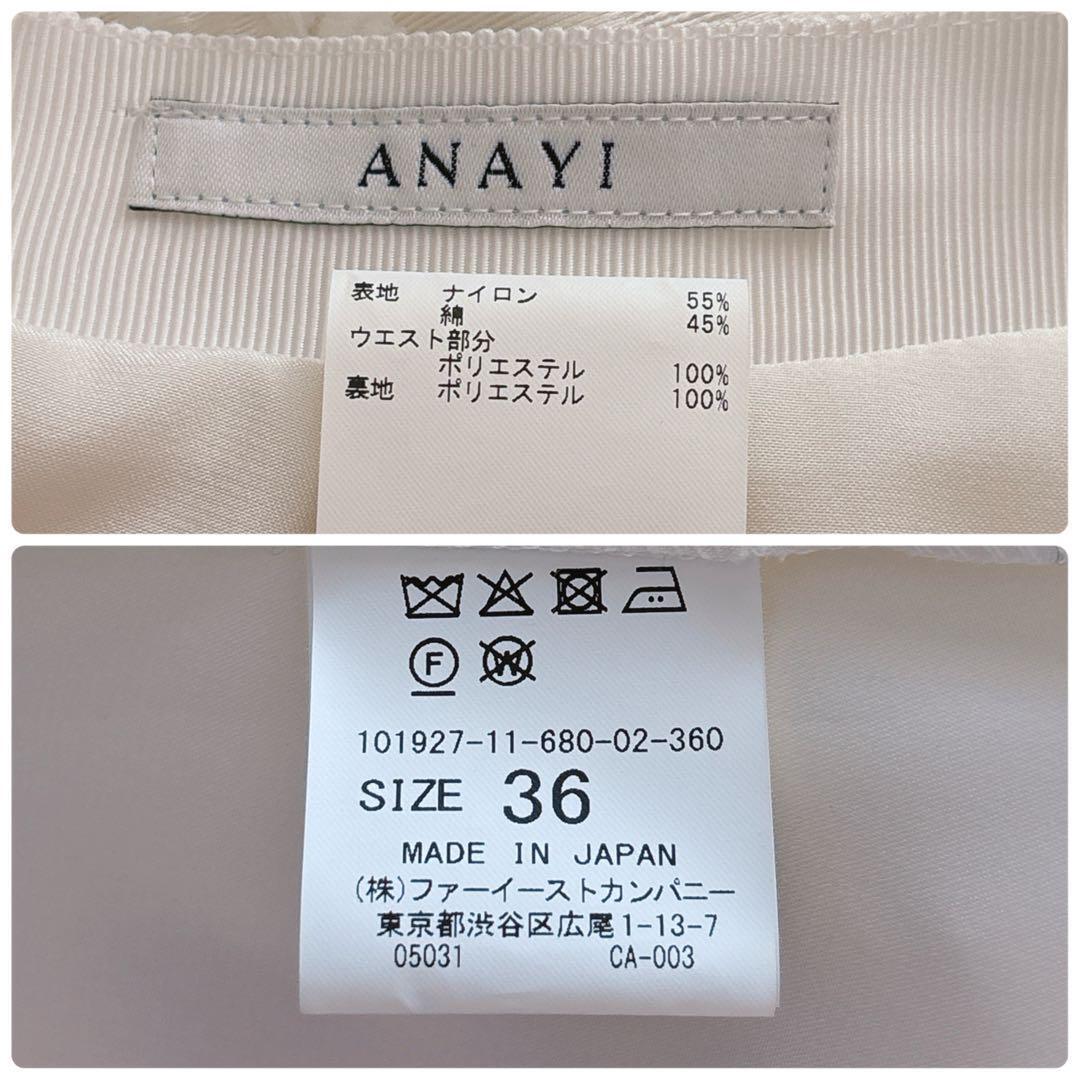 ANAYI
表地 ナイロン 55%
綿 45%
ウエスト部分
ポリエステル 100%
裏地 ポリエステル 100%
F W
101927-11-680-02-360
SIZE 36
MADE IN JAPAN
(株)ファーイーストカンパニー
東京都渋谷区広尾1-13-7
05031 CA-003